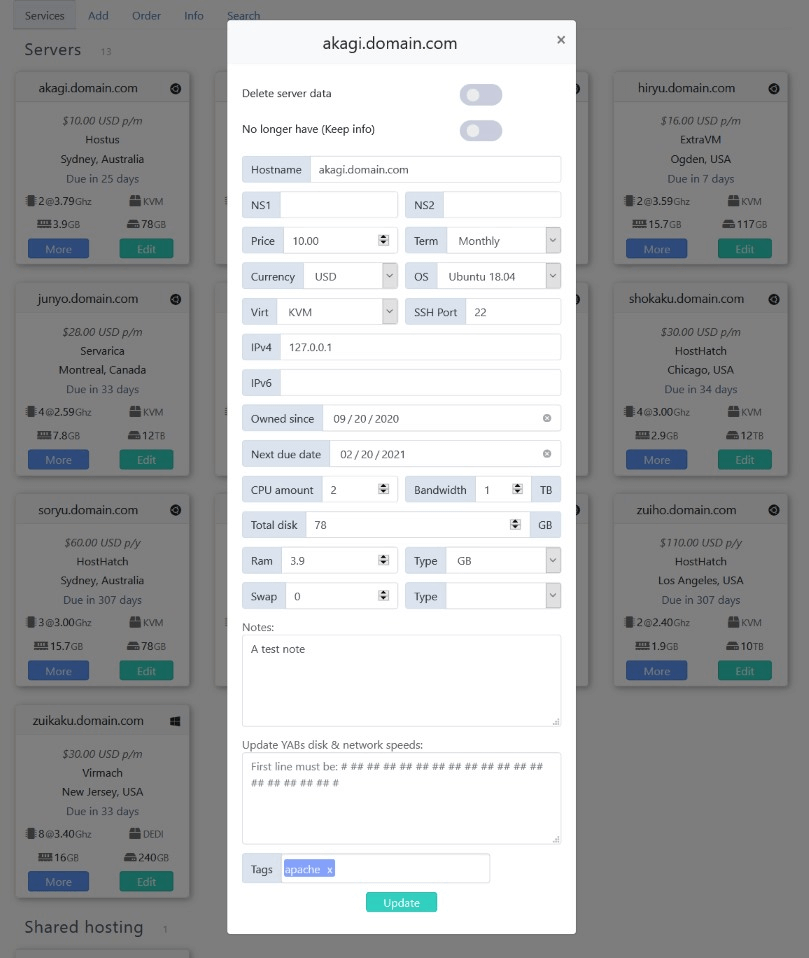 Services Add Order Info Search
Servers 13
akagi.domain.com
$10.00 USD p/m
Hostus
Sydney, Australia
Due in 25 days
2@3.79Ghz KVM
3.9GB 78GB
More Edit
hiryu.domain.com
$16.00 USD p/m
ExtraVM
Ogden, USA
Due in 7 days
2@3.59Ghz KVM
15.7GB 117GB
More Edit
junyo.domain.com
$28.00 USD p/m
Servarica
Montreal, Canada
Due in 33 days
4@2.59Ghz KVM
7.8GB 12TB
More Edit
shokaku.domain.com
$30.00 USD p/m
HostHatch
Chicago, USA
Due in 34 days
4@3.00Ghz KVM
2.9GB 12TB
More Edit
soryu.domain.com
$60.00 USD p/y
HostHatch
Sydney, Australia
Due in 307 days
3@3.00Ghz KVM
15.7GB 78GB
More Edit
zuiho.domain.com
$110.00 USD p/y
HostHatch
Los Angeles, USA
Due in 307 days
2@2.40Ghz KVM
1.9GB 10TB
More Edit
zuikaku.domain.com
$30.00 USD p/m
Virmach
New Jersey, USA
Due in 33 days
8@3.40Ghz DEDI
16GB 240GB
More Edit
Shared hosting 1
akagi.domain.com ×
Delete server data
No longer have (Keep info)
Hostname akagi.domain.com
NS1 NS2
Price 10.00 Term Monthly
Currency USD OS Ubuntu 18.04
Virt KVM SSH Port 22
IPv4 127.0.0.1
IPv6
Owned since 09 / 20 / 2020
Next due date 02 / 20 / 2021
CPU amount 2 Bandwidth 1 TB
Total disk 78 GB
Ram 3.9 Type GB
Swap 0 Type
Notes:
A test note
Update YABs disk & network speeds:
First line must be: # ## ## ## ## ## ## ## ## ## ## ## ##
## ## ## ## ## #
Tags apache x
Update